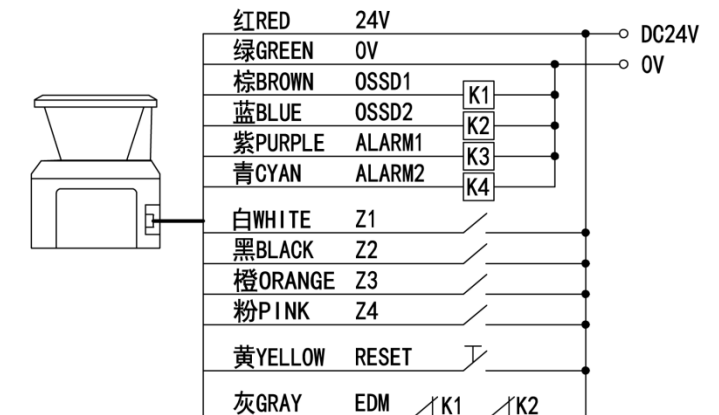 红RED 24V
DC24V
绿GREEN 0V
0V
棕BROWN OSSD1
K1
蓝BLUE OSSD2
K2
紫PURPLE ALARM1
K3
青CYAN ALARM2
K4
白WHITE Z1
黑BLACK Z2
橙ORANGE Z3
粉PINK Z4
黄YELLOW RESET
灰GRAY EDM K1 K2